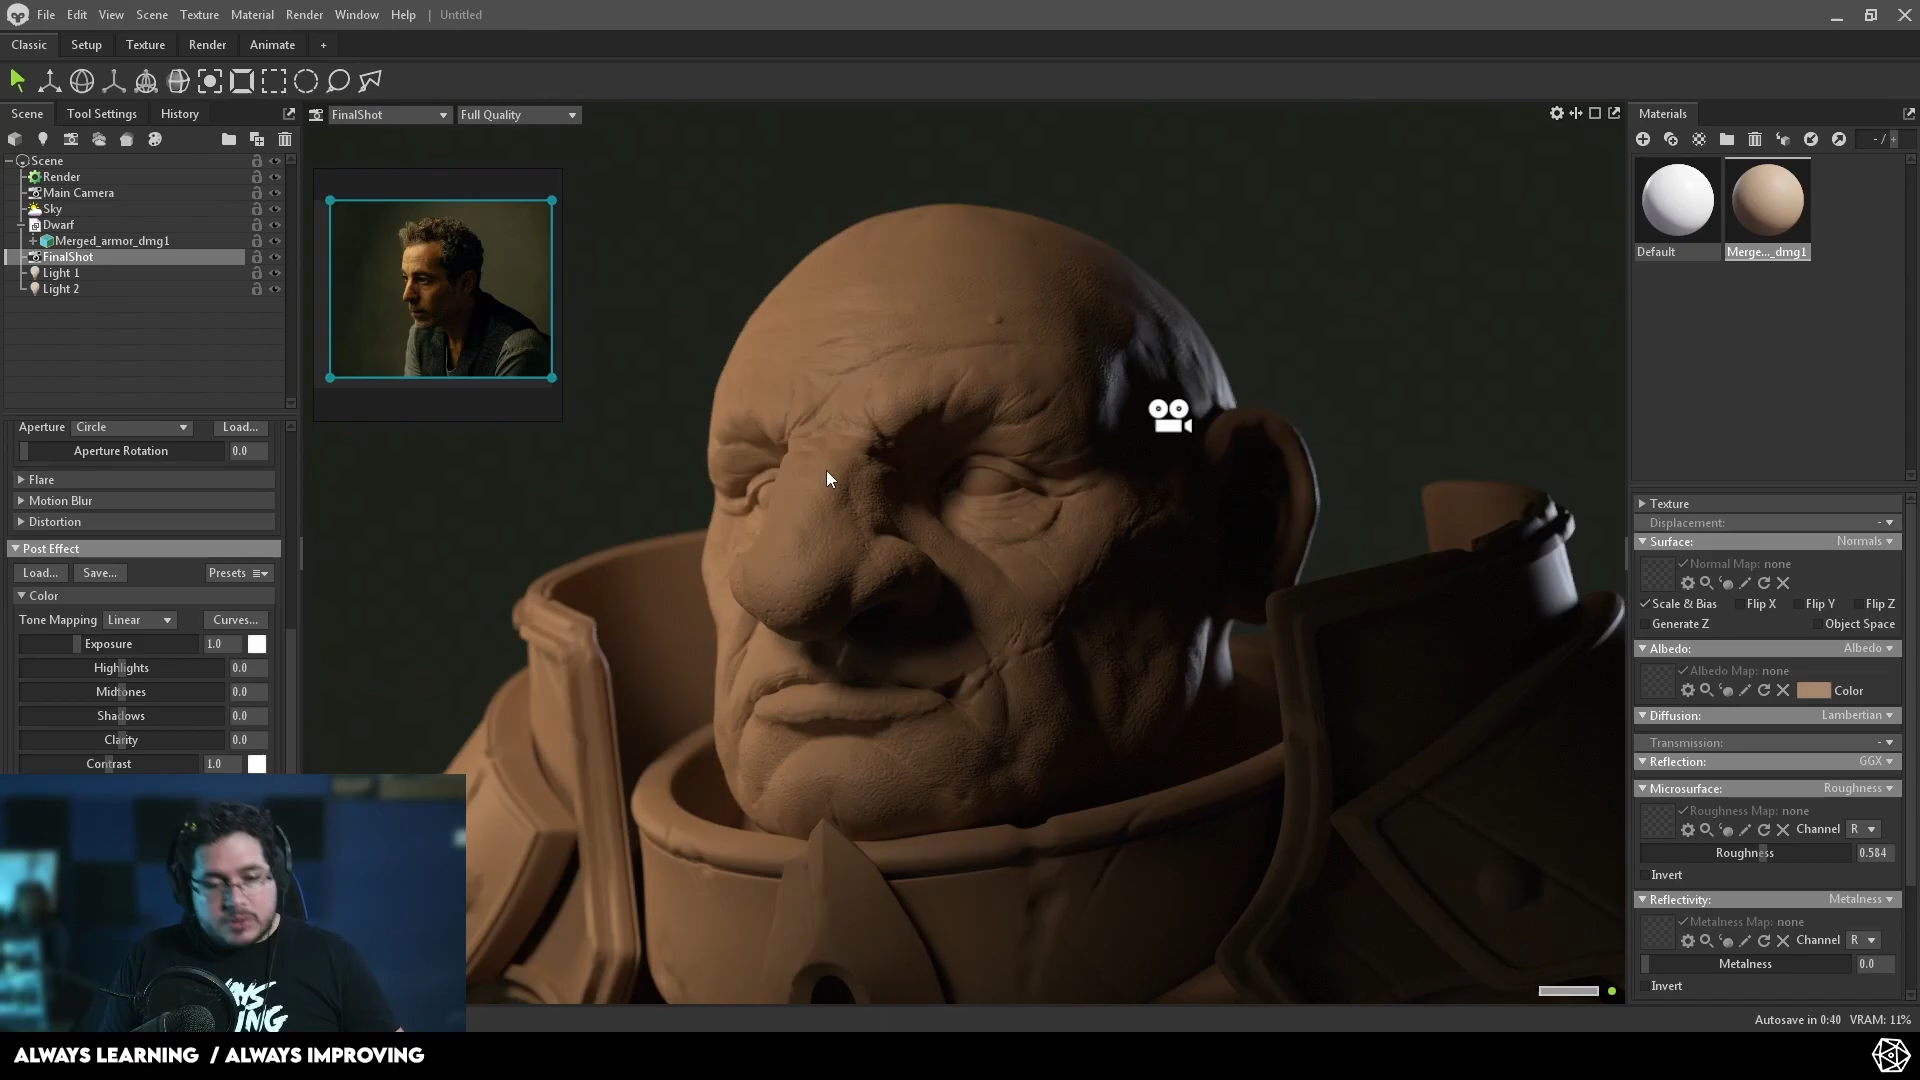 File Edit View Scene Texture Material Render Window Help | Untitled
Classic Setup Texture Render Animate +
Scene Tool Settings History
FinalShot Full Quality
Materials
- / +
Scene
Render
Main Camera
Sky
Dwarf
Merged_armor_dmg1
FinalShot
Light 1
Light 2
Default Merge..._dmg1
Aperture Circle Load...
Aperture Rotation 0.0
Flare
Motion Blur
Distortion
Post Effect
Load... Save... Presets
Color
Tone Mapping Linear Curves...
Exposure 1.0
Highlights 0.0
Midtones 0.0
Shadows 0.0
Clarity 0.0
Contrast 1.0
Texture
Displacement: -
Surface: Normals
Normal Map: none
Scale & Bias Flip X Flip Y Flip Z
Generate Z Object Space
Albedo: Albedo
Albedo Map: none
Color
Diffusion: Lambertian
Transmission: -
Reflection: GGX
Microsurface: Roughness
Roughness Map: none
Channel R
Roughness 0.584
Invert
Reflectivity: Metalness
Metalness Map: none
Channel R
Metalness 0.0
Invert
Autosave in 0:40 VRAM: 11%
ALWAYS LEARNING / ALWAYS IMPROVING